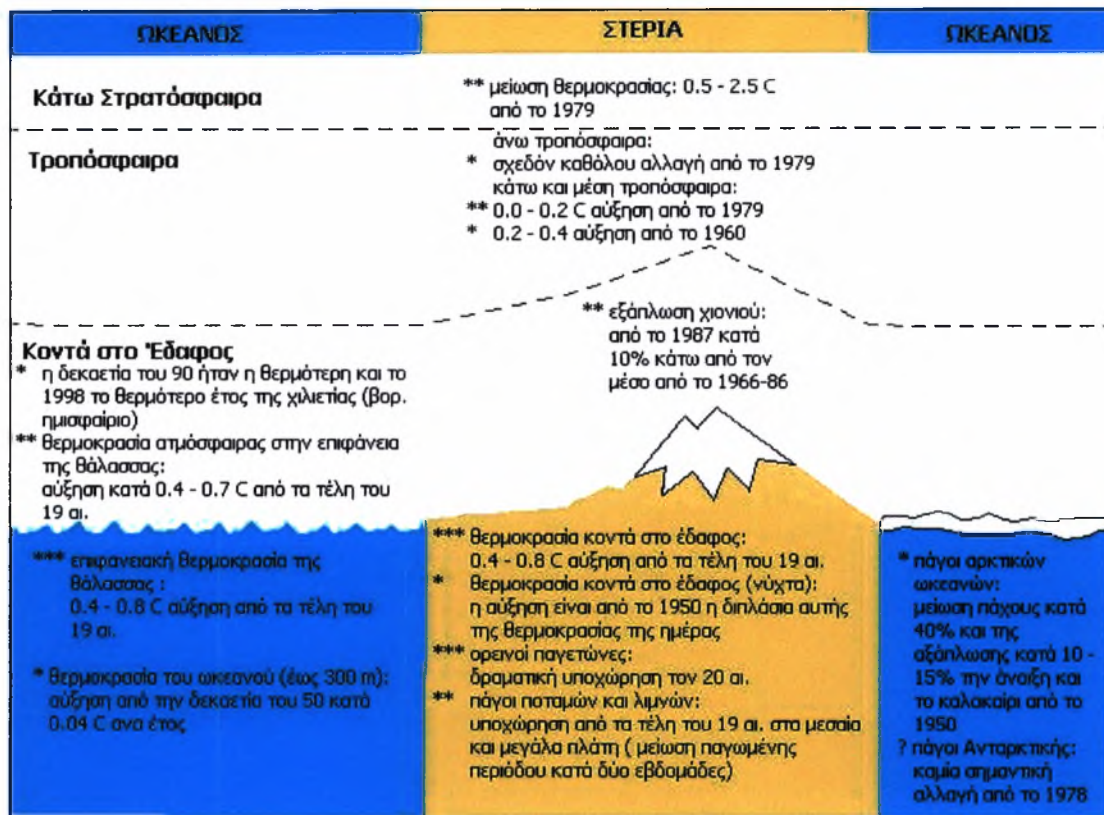 ΩΚΕΑΝΟΣ
ΣΤΕΡΙΑ
ΩΚΕΑΝΟΣ
Κάτω Στρατόσφαιρα
** μείωση θερμοκρασίας: 0.5 - 2.5 C
από το 1979
Τροπόσφαιρα
άνω τροπόσφαιρα:
* σχεδόν καθόλου αλλαγή από το 1979
κάτω και μέση τροπόσφαιρα:
** 0.0 - 0.2 C αύξηση από το 1979
* 0.2 - 0.4 αύξηση από το 1960
** εξάπλωση χιονιού:
από το 1987 κατά
10% κάτω από τον
μέσο από το 1966-86
Κοντά στο Έδαφος
* η δεκαετία του 90 ήταν η θερμότερη και το
1998 το θερμότερο έτος της χιλιετίας (βορ.
ημισφαίριο)
** θερμοκρασία ατμόσφαιρας στην επιφάνεια
της θάλασσας:
αύξηση κατά 0.4 - 0.7 C από τα τέλη του
19 αι.
*** επιφανειακή θερμοκρασία της
θάλασσας :
0.4 - 0.8 C αύξηση από τα τέλη του
19 αι.
* θερμοκρασία του ωκεανού (έως 300 m):
αύξηση από την δεκαετία του 50 κατά
0.04 C ανα έτος
*** θερμοκρασία κοντά στο έδαφος:
0.4 - 0.8 C αύξηση από τα τέλη του 19 αι.
* θερμοκρασία κοντά στο έδαφος (νύχτα):
η αύξηση είναι από το 1950 η διπλάσια αυτής
της θερμοκρασίας της ημέρας
*** ορεινοί παγετώνες:
δραματική υποχώρηση τον 20 αι.
** πάγοι ποταμών και λιμνών:
υποχώρηση από τα τέλη του 19 αι. στα μεσαία
και μεγάλα πλάτη ( μείωση παγωμένης
περιόδου κατά δύο εβδομάδες)
* πάγοι αρκτικών
ωκεανών:
μείωση πάχους κατά
40% και της
αξάπλωσης κατά 10 -
15% την άνοιξη και
το καλοκαίρι από το
1950
? πάγοι Ανταρκτικής:
καμία σημαντική
αλλαγή από το 1978